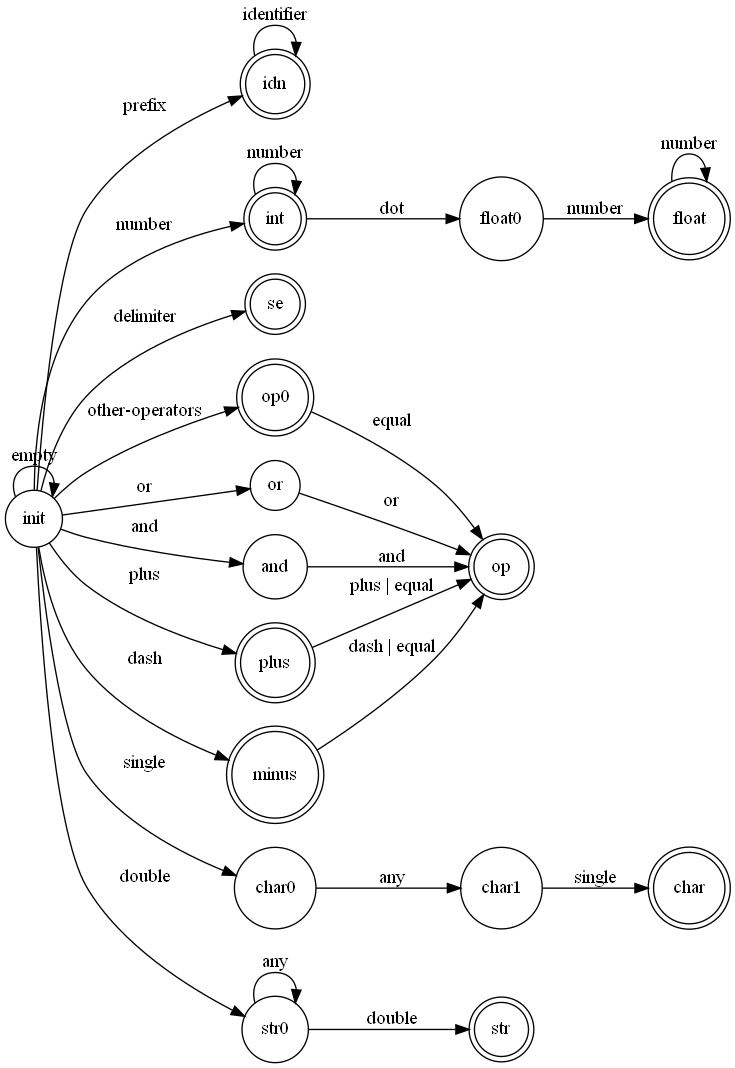 identifier
idn
prefix
number
number
number
int
dot
float0
number
float
delimiter
se
other-operators
op0
equal
empty
init
or
or
or
and
and
and
op
plus
plus
plus | equal
dash
minus
dash | equal
single
char0
any
char1
single
char
double
any
str0
double
str